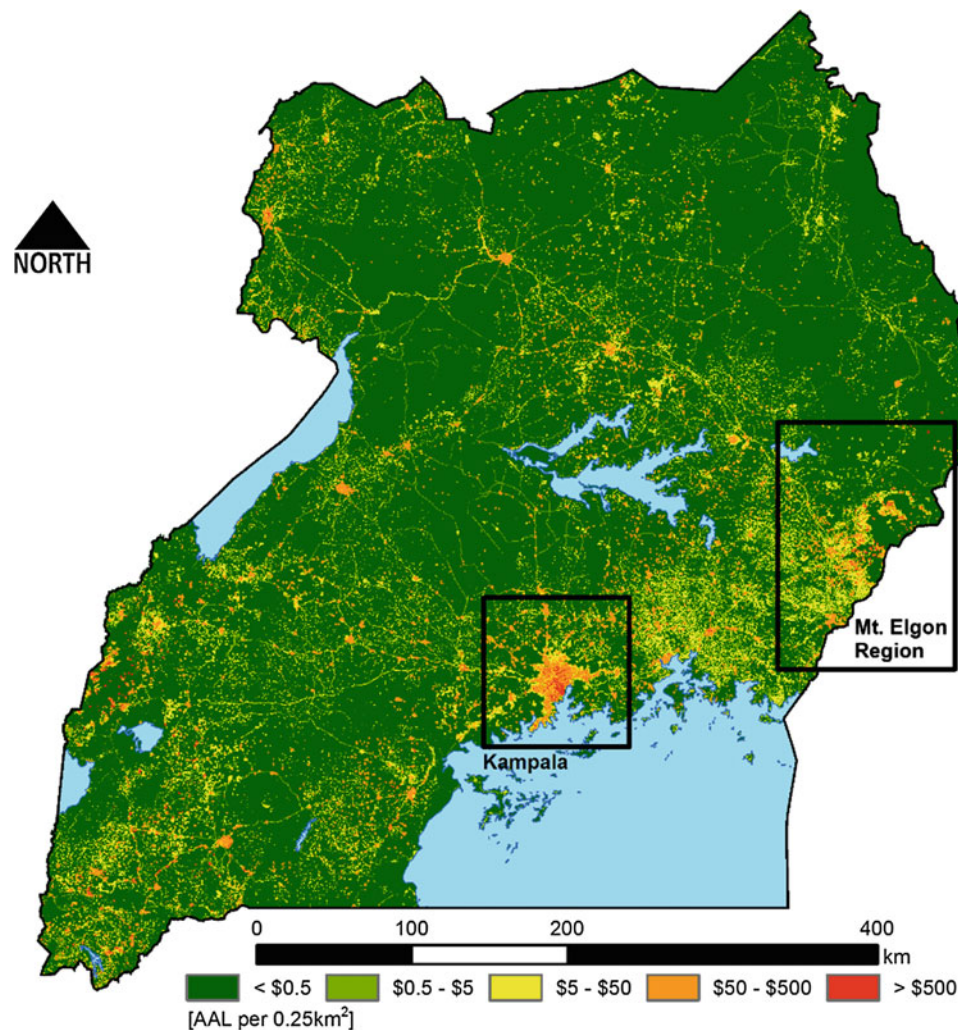 NORTH
Mt. Elgon
Region
Kampala
0 100 200 400
km
< $0.5 $0.5 - $5 $5 - $50 $50 - $500 > $500
[AAL per 0.25km²]